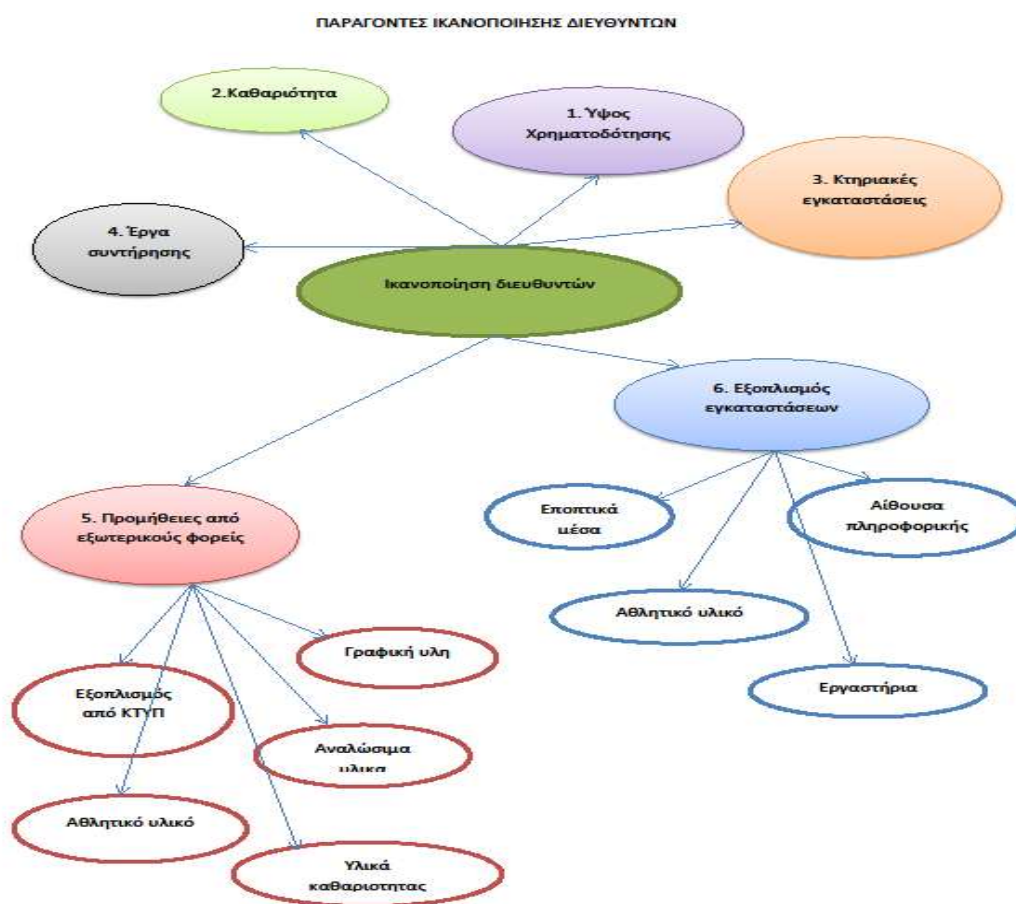 ΠΑΡΑΓΟΝΤΕΣ ΙΚΑΝΟΠΟΙΗΣΗΣ ΔΙΕΥΘΥΝΤΩΝ
2.Καθαριότητα
1. Ύψος
Χρηματοδότησης
3. Κτηριακές
εγκαταστάσεις
4. Έργα
συντήρησης
Ικανοποίηση διευθυντών
6. Εξοπλισμός
εγκαταστάσεων
5. Προμήθειες από
εξωτερικούς φορείς
Εποπτικά
μέσα
Αίθουσα
πληροφορικής
Αθλητικό υλικό
Εργαστήρια
Γραφική υλη
Εξοπλισμός
από ΚΤΥΠ
Αναλώσιμα
υλικα
Αθλητικό υλικό
Υλικά
καθαριοτητας